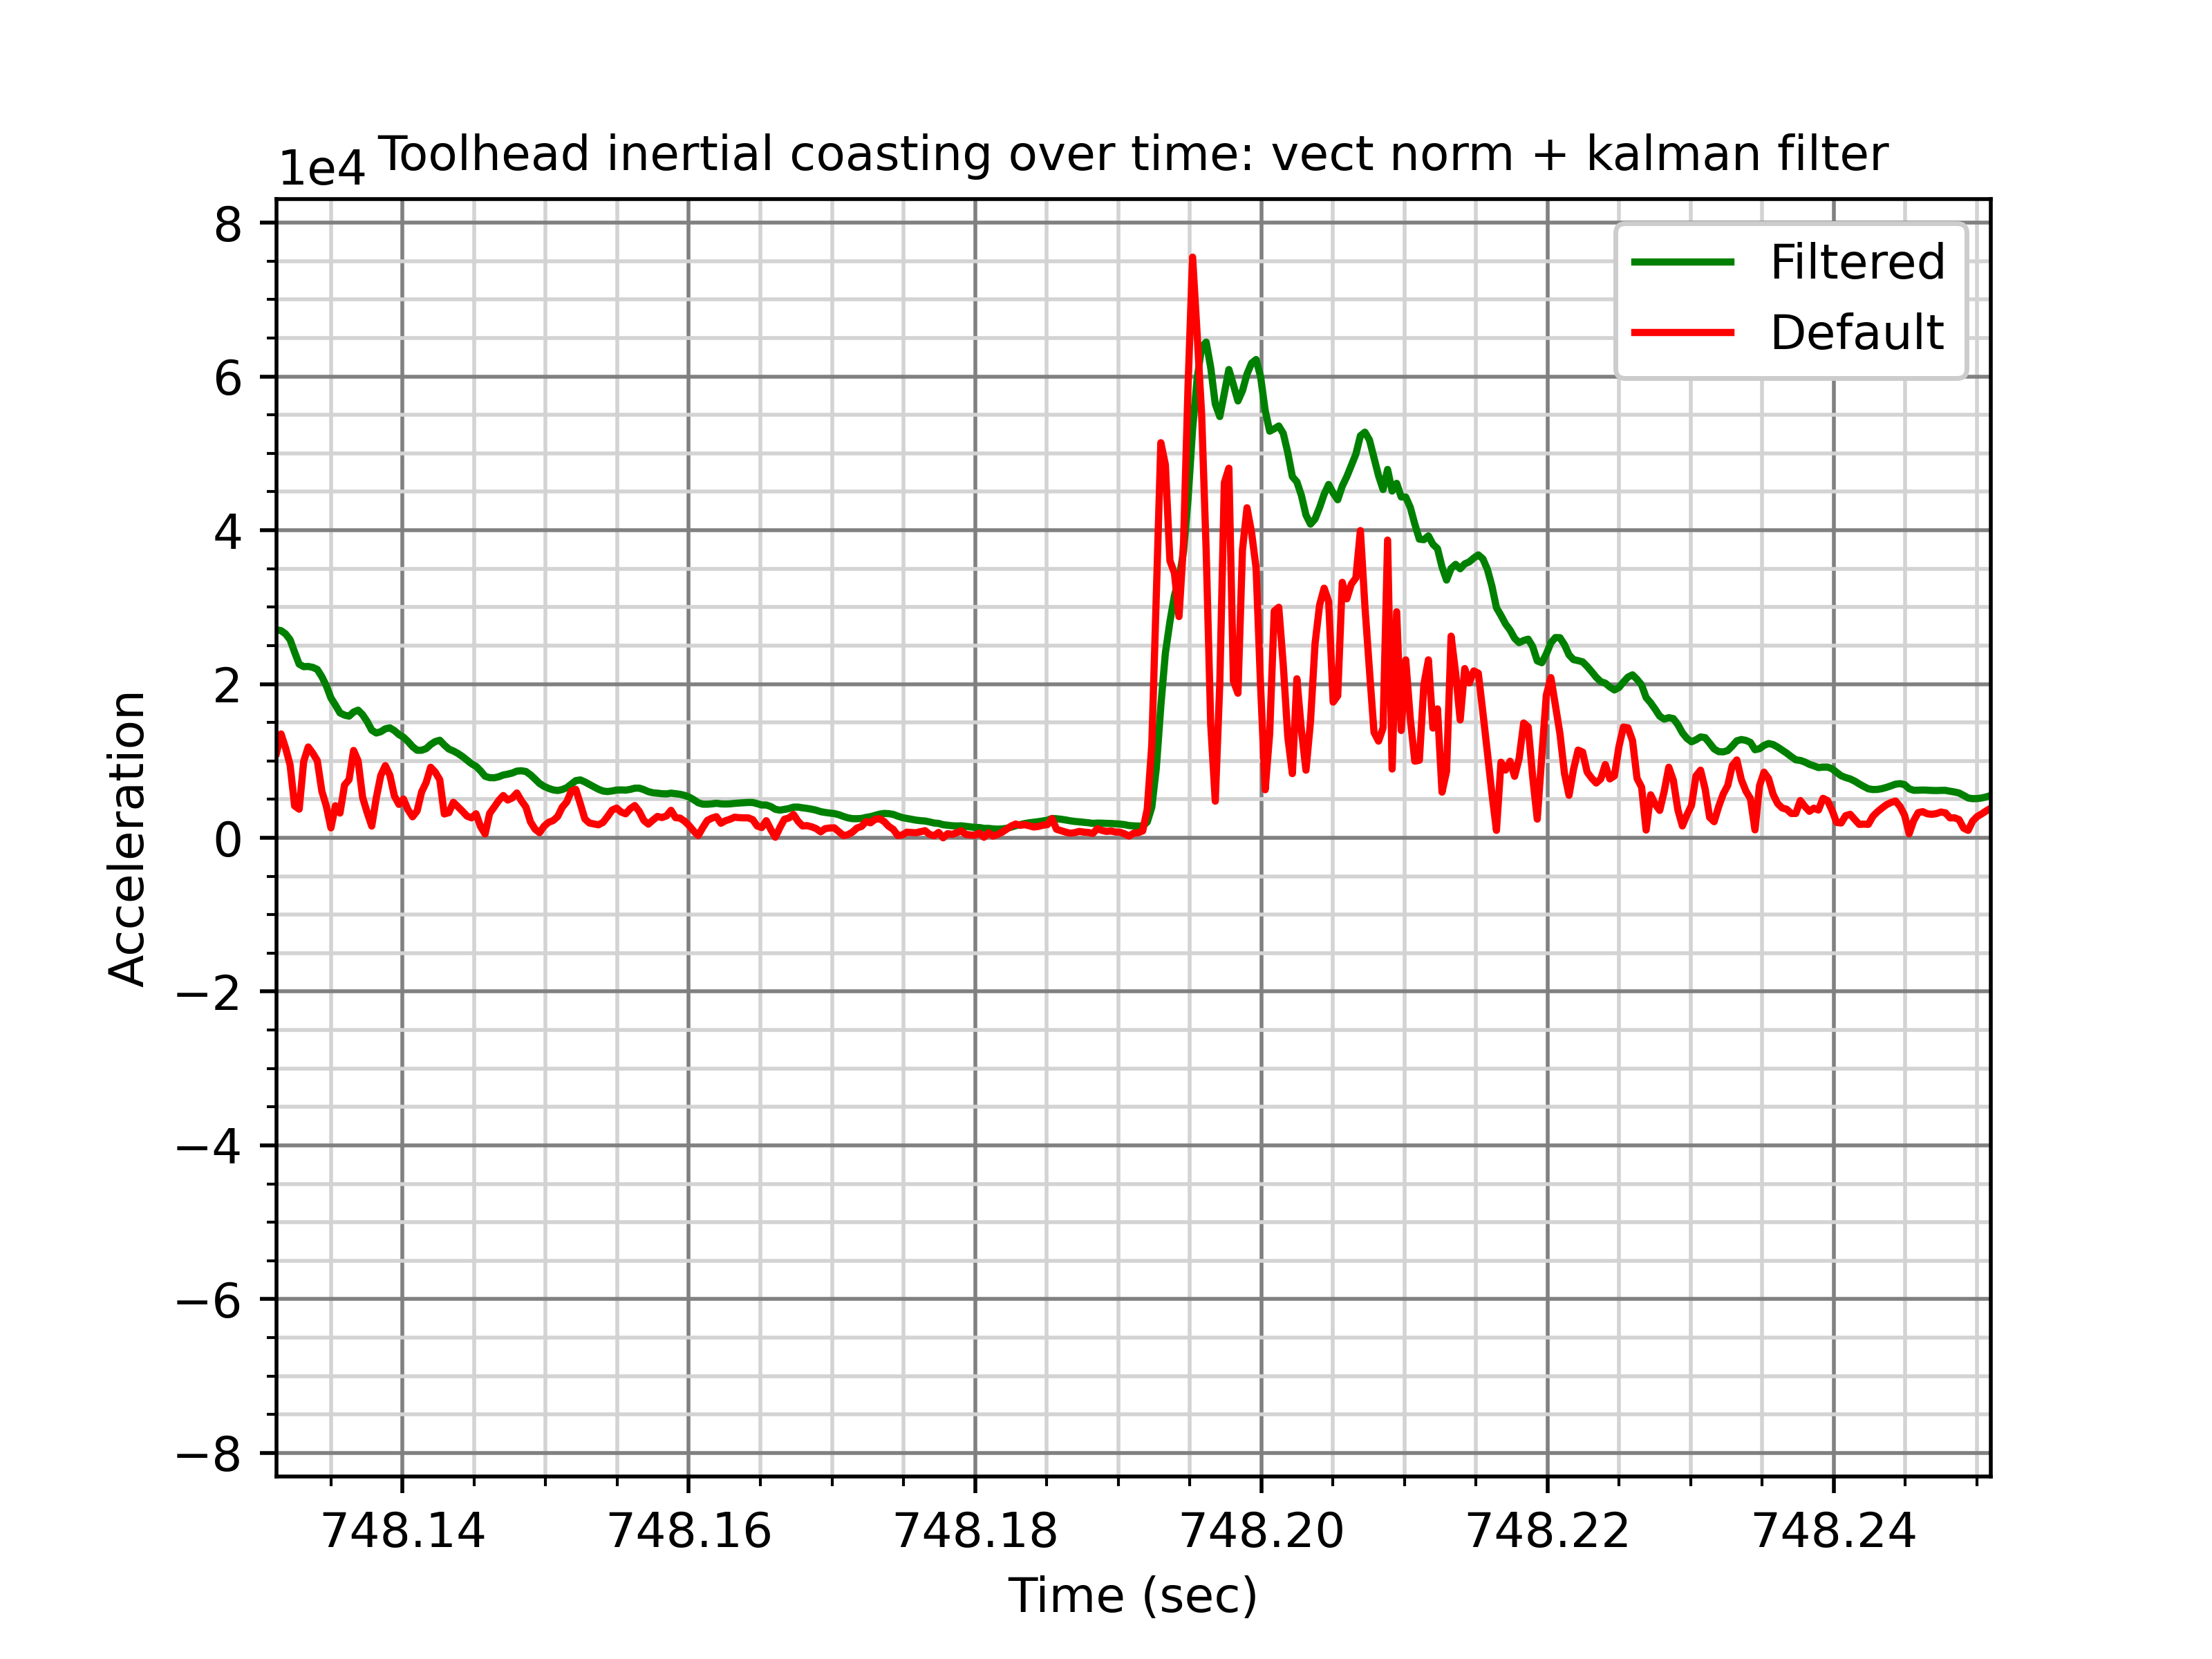 Toolhead inertial coasting over time: vect norm + kalman filter
1e4
Filtered
Default
8
6
4
2
0
−2
−4
−6
−8
Acceleration
748.14 748.16 748.18 748.20 748.22 748.24
Time (sec)